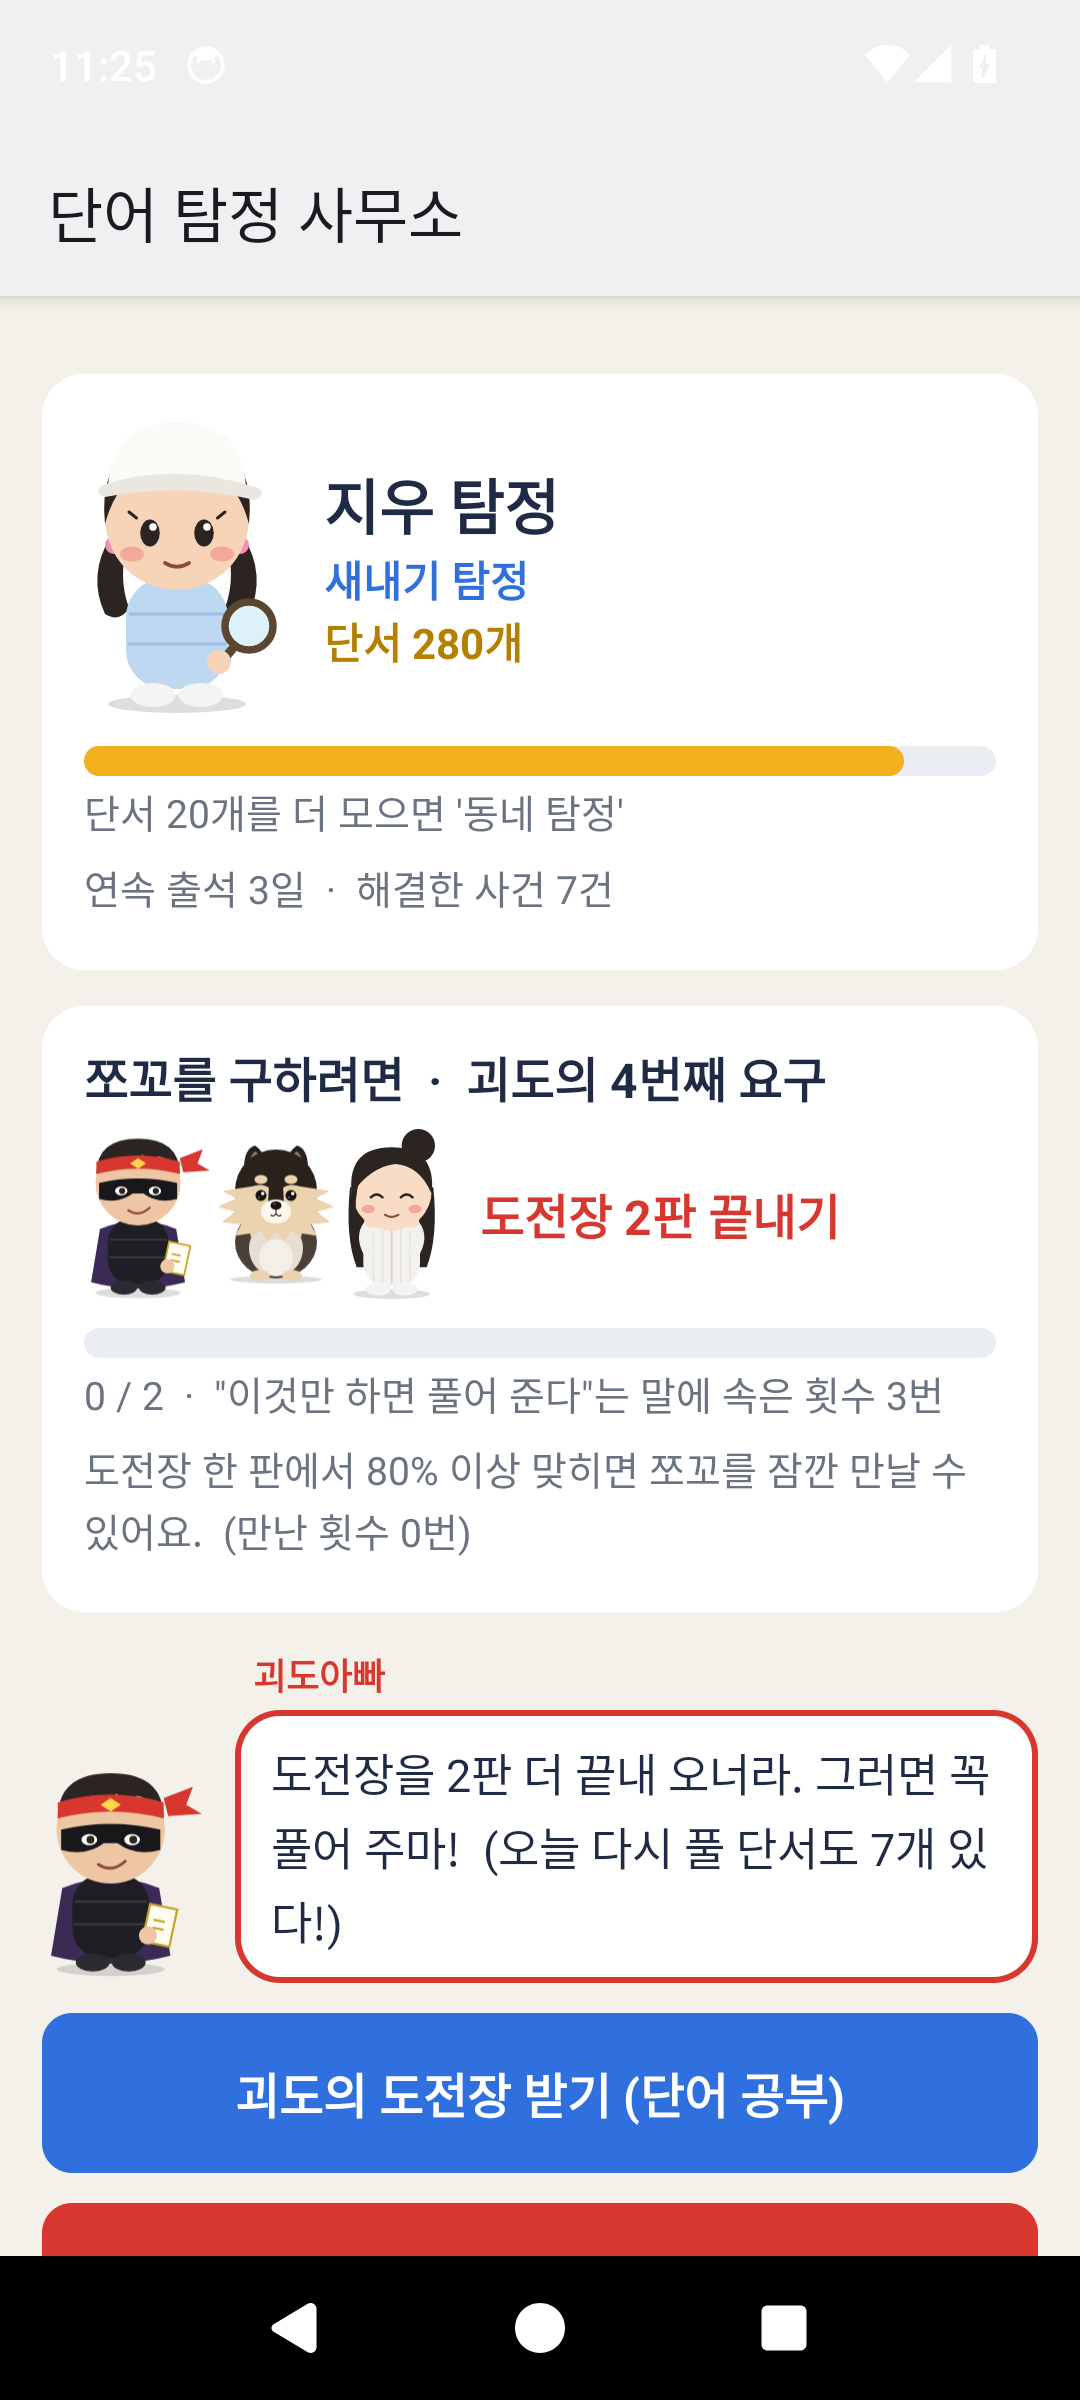 11:25
단어 탐정 사무소
지우 탐정
새내기 탐정
단서 280개
단서 20개를 더 모으면 '동네 탐정'
연속 출석 3일 · 해결한 사건 7건
쪼꼬를 구하려면 · 괴도의 4번째 요구
도전장 2판 끝내기
0 / 2 · "이것만 하면 풀어 준다"는 말에 속은 횟수 3번
도전장 한 판에서 80% 이상 맞히면 쪼꼬를 잠깐 만날 수
있어요. (만난 횟수 0번)
괴도아빠
도전장을 2판 더 끝내 오너라. 그러면 꼭
풀어 주마! (오늘 다시 풀 단서도 7개 있
다!)
괴도의 도전장 받기 (단어 공부)